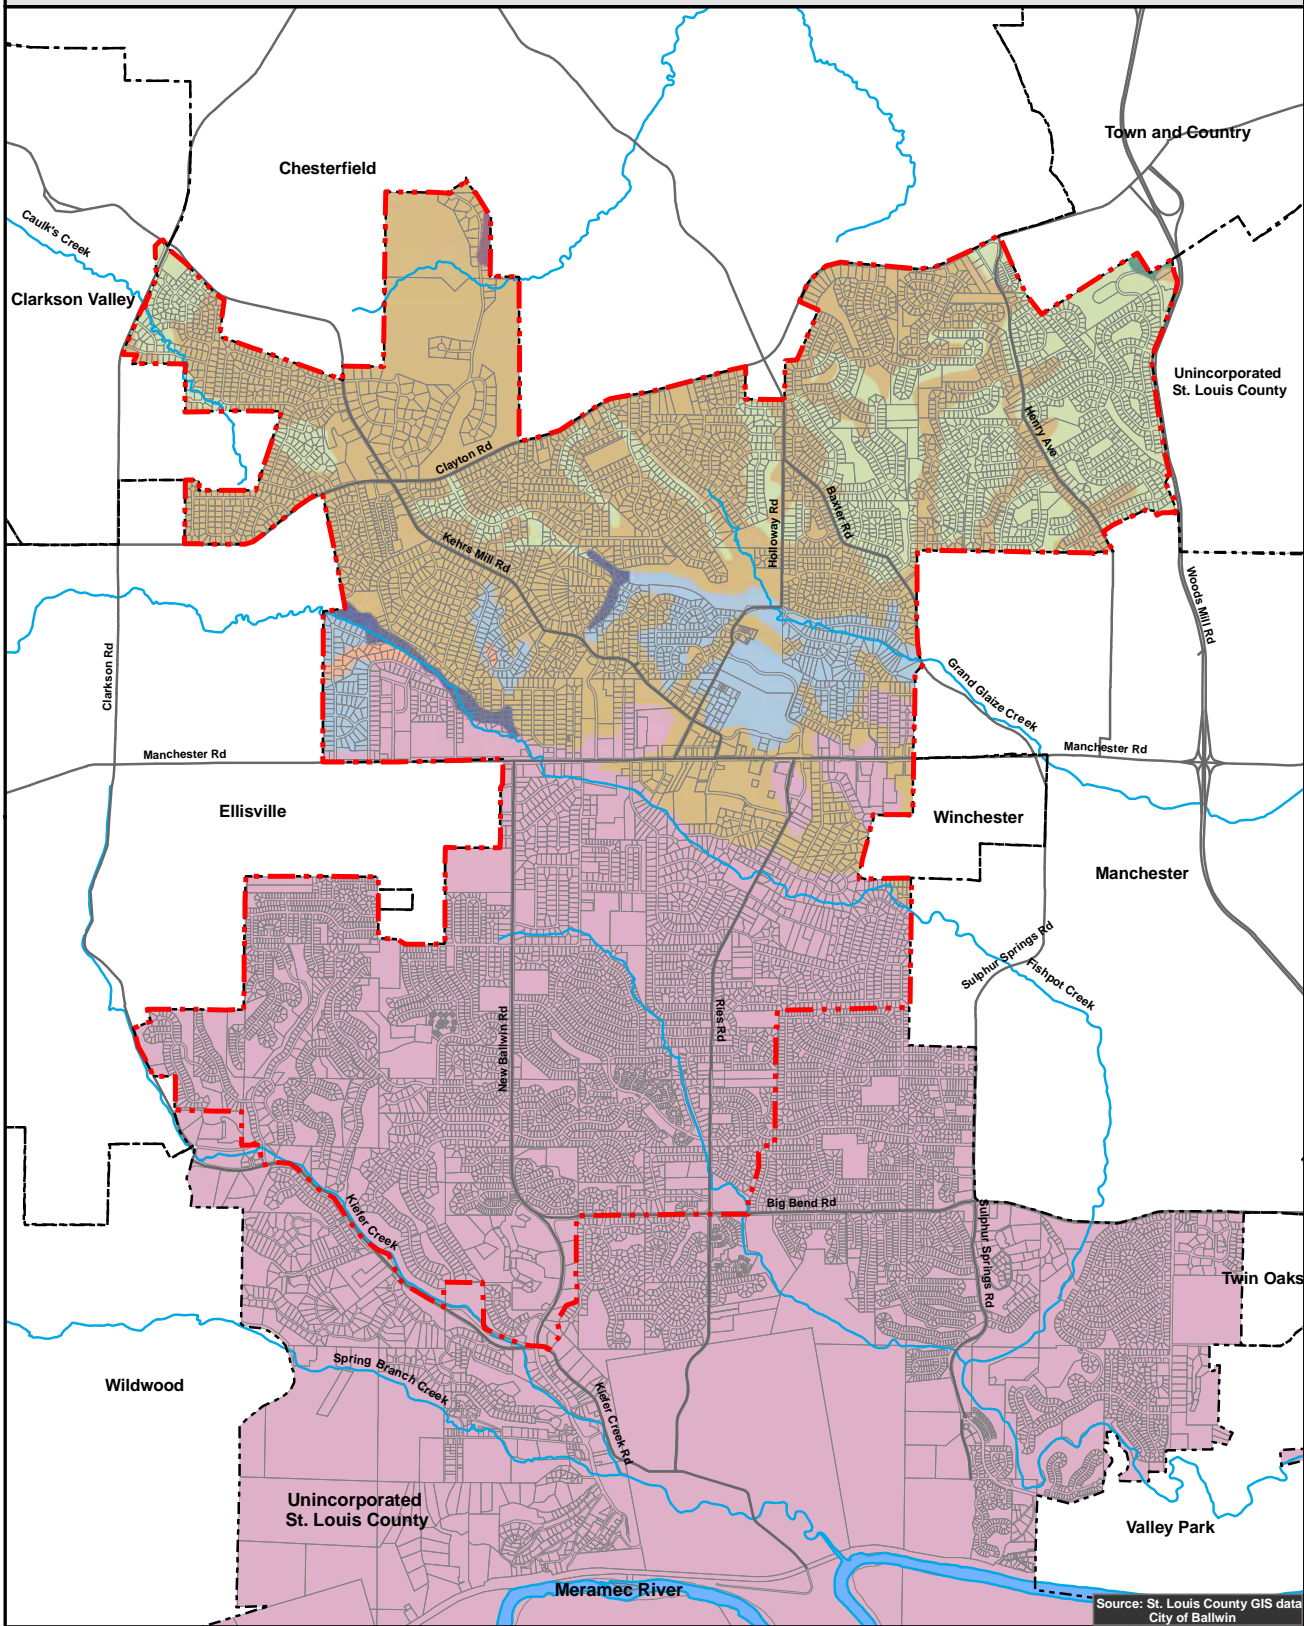 Town and Country
Chesterfield
Caulk's Creek
Clarkson Valley
Unincorporated
St. Louis County
Henry Ave
Clayton Rd
Baxter Rd
Holloway Rd
Kehrs Mill Rd
Woods Mill Rd
Clarkson Rd
Grand Glaize Creek
Manchester Rd
Manchester Rd
Ellisville
Winchester
Manchester
Sulphur Springs Rd
Fishpot Creek
New Ballwin Rd
Ries Rd
Big Bend Rd
Kiefer Creek
Sulphur Springs Rd
Twin Oaks
Wildwood
Spring Branch Creek
Kiefer Creek Rd
Unincorporated
St. Louis County
Valley Park
Meramec River
Source: St. Louis County GIS data
City of Ballwin